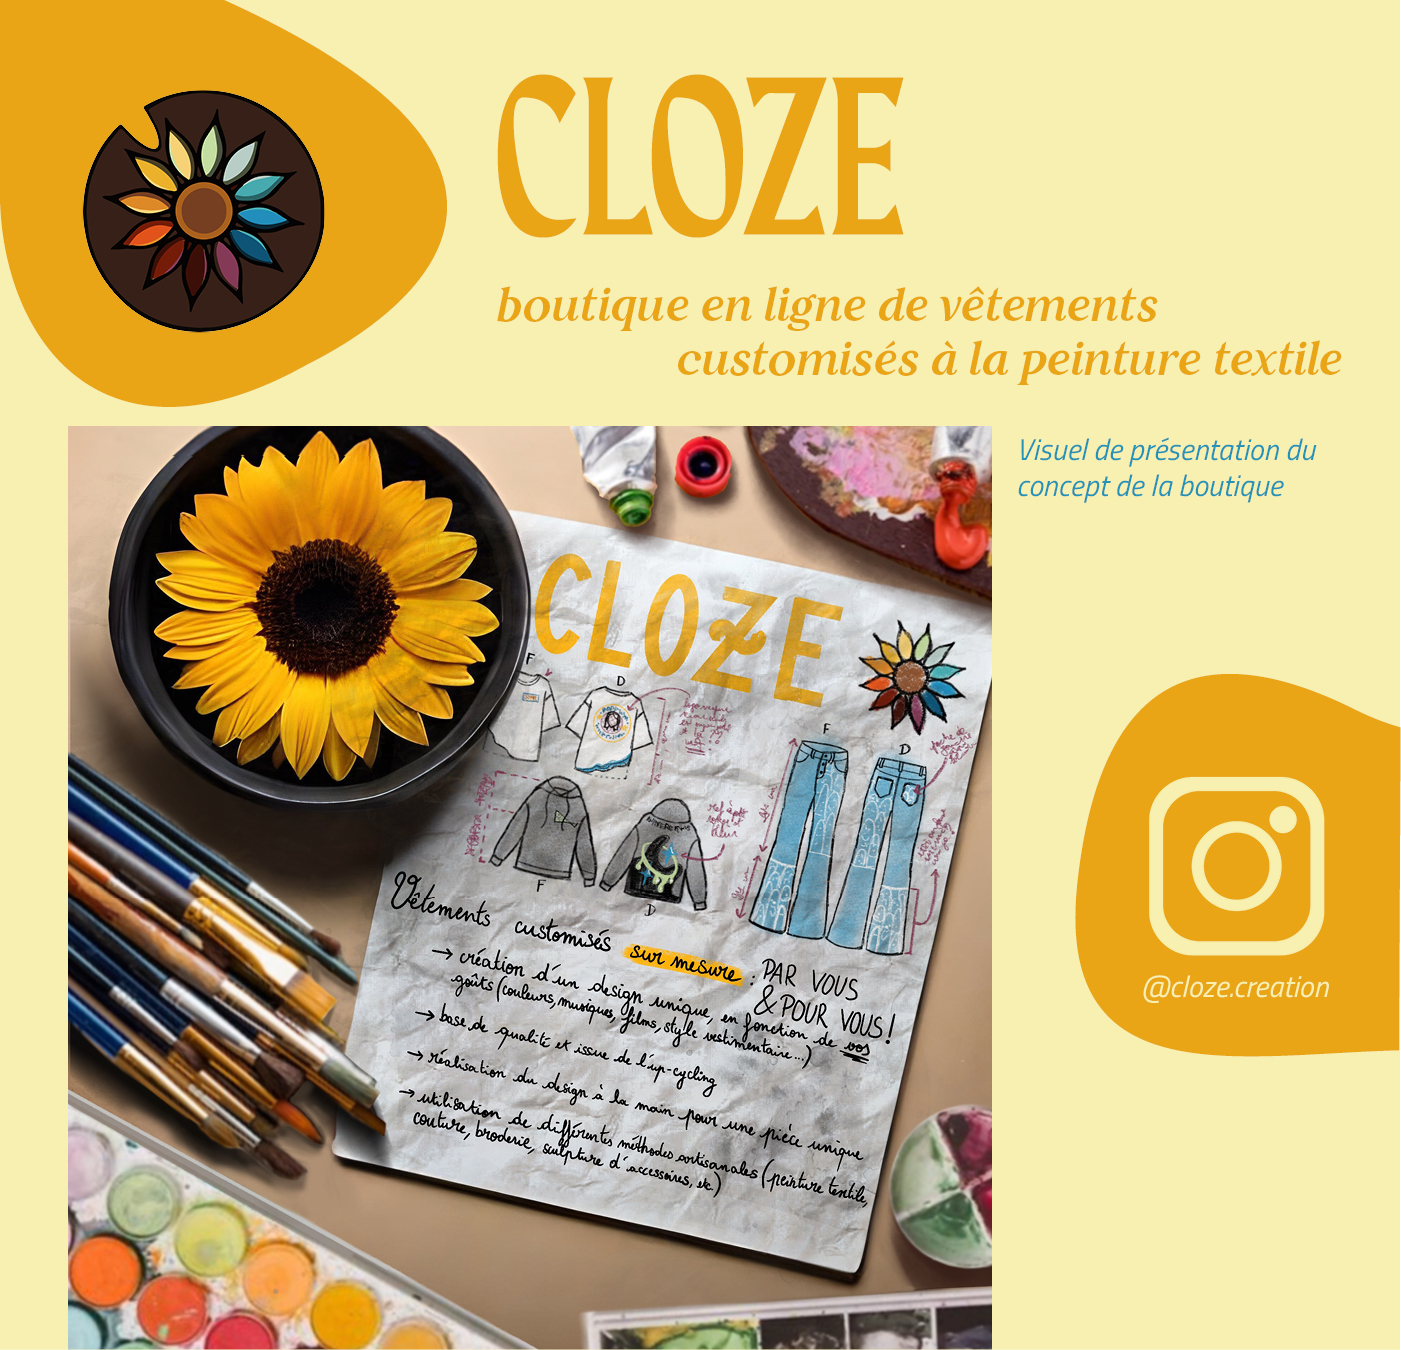 CLOZE
boutique en ligne de vêtements
customisés à la peinture textile
Visuel de présentation du
concept de la boutique
CLOZE
F
D
F
D
F
D
Vêtements customisés sur mesure : PAR VOUS
& POUR VOUS !
→ création d'un design unique, en fonction de vos
goûts (couleurs, musiques, films, style vestimentaire...)
→ base de qualité et issue de l'up-cycling
→ réalisation du design à la main pour une pièce unique
→ utilisation de différentes méthodes artisanales (peinture textile,
couture, broderie, sculpture d'accessoires, etc.)
@cloze.creation